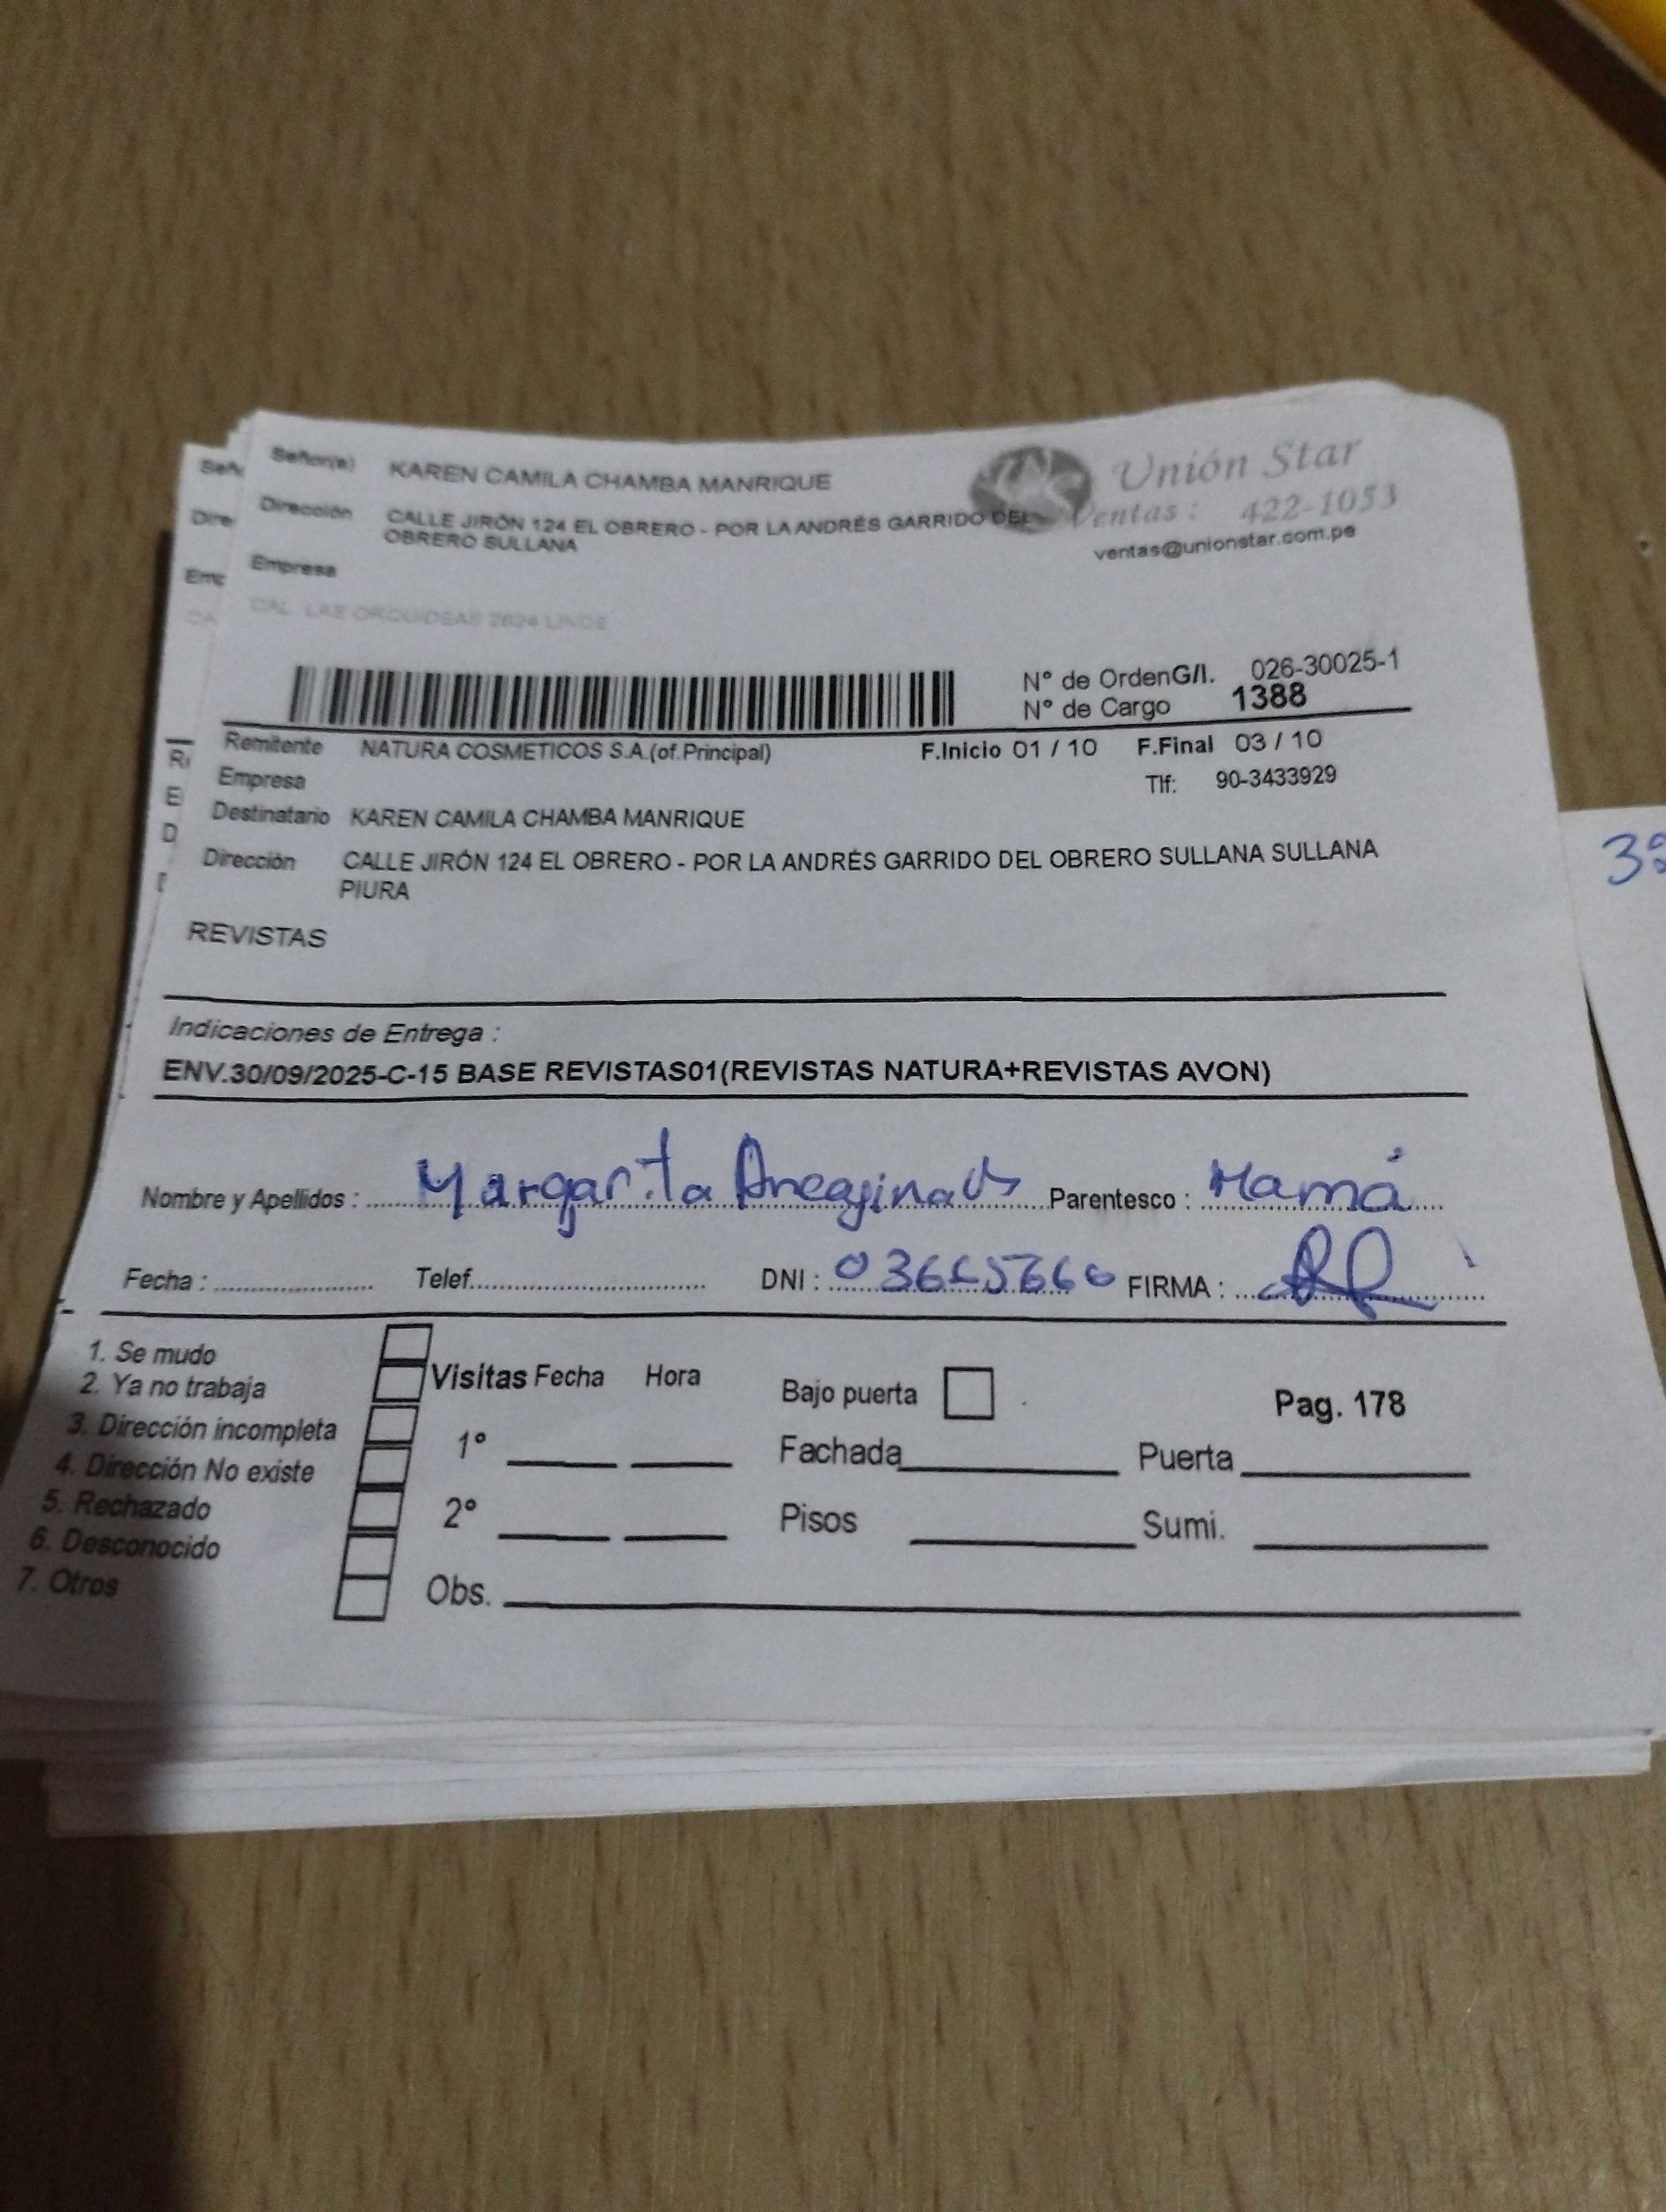 Señor(a) KAREN CAMILA CHAMBA MANRIQUE
Unión Star
Dirección CALLE JIRÓN 124 EL OBRERO - POR LA ANDRÉS GARRIDO DEL
OBRERO SULLANA
Ventas : 422-1053
ventas@unionstar.com.pe
Empresa
CAL. LAS ORQUIDEAS 2624 LINCE
N° de OrdenG/I. 026-30025-1
N° de Cargo 1388
Remitente NATURA COSMETICOS S.A.(of.Principal) F.Inicio 01 / 10 F.Final 03 / 10
Empresa Tlf: 90-3433929
Destinatario KAREN CAMILA CHAMBA MANRIQUE
Dirección CALLE JIRÓN 124 EL OBRERO - POR LA ANDRÉS GARRIDO DEL OBRERO SULLANA SULLANA
PIURA
REVISTAS
Indicaciones de Entrega :
ENV.30/09/2025-C-15 BASE REVISTAS01(REVISTAS NATURA+REVISTAS AVON)
Nombre y Apellidos : Margarita Parentesco : Mamá
Fecha : Telef. DNI : FIRMA :
1. Se mudo
2. Ya no trabaja
3. Dirección incompleta
4. Dirección No existe
5. Rechazado
6. Desconocido
7. Otros
Visitas Fecha Hora
1°
2°
Obs.
Bajo puerta
Pag. 178
Fachada Puerta
Pisos Sumi.